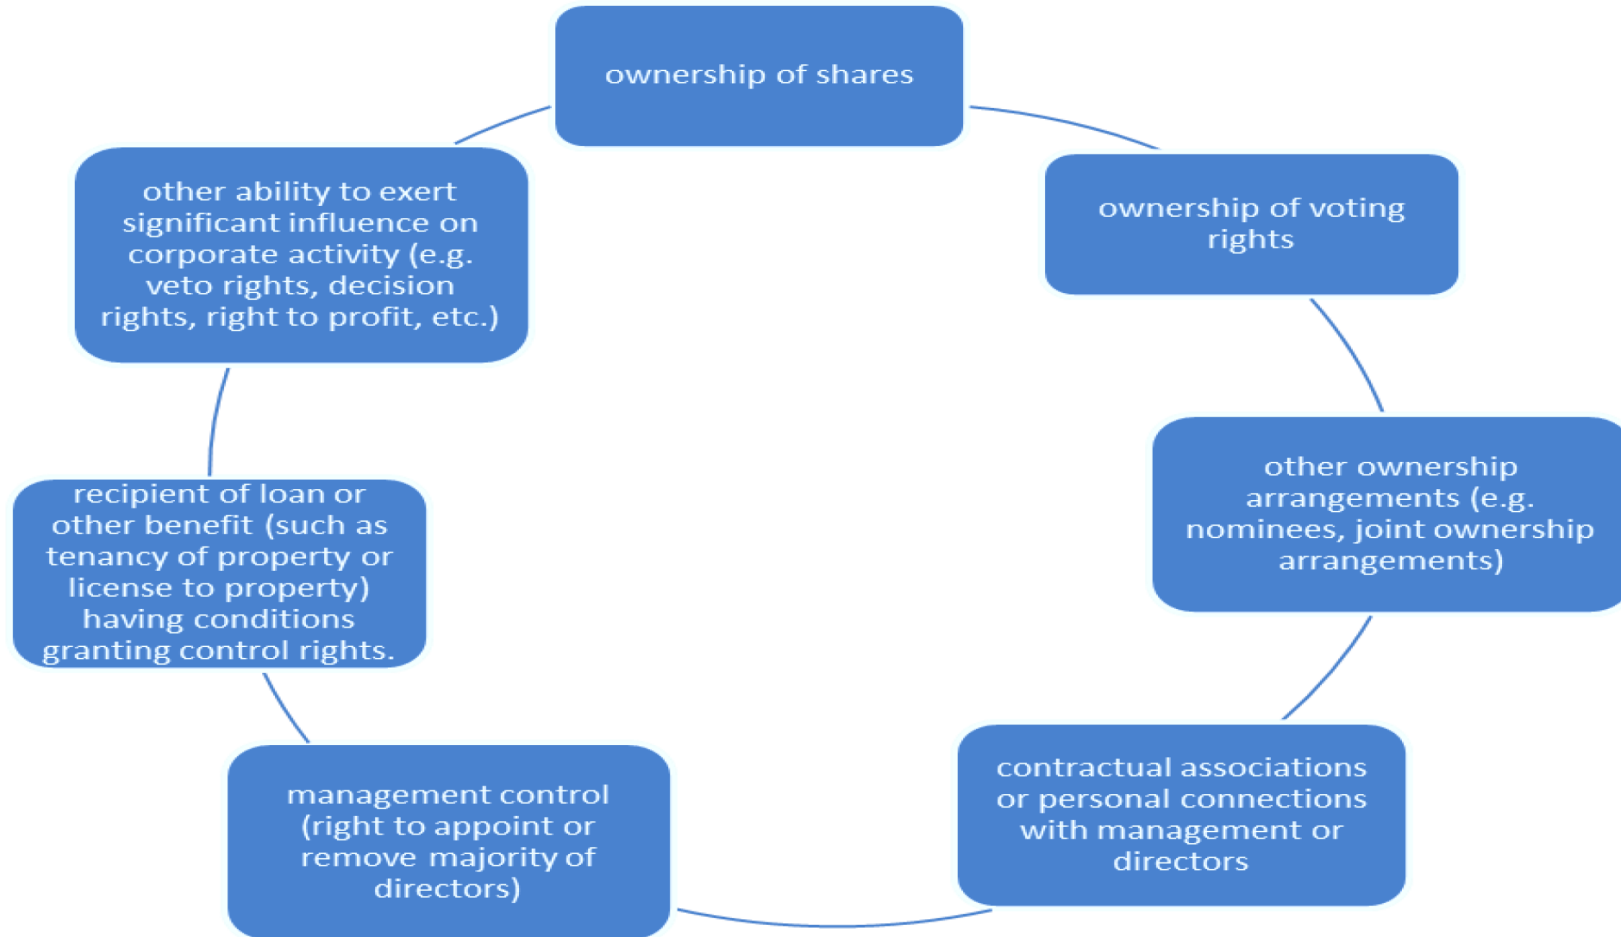 ownership of shares
ownership of voting
rights
other ownership
arrangements (e.g.
nominees, joint ownership
arrangements)
contractual associations
or personal connections
with management or
directors
management control
(right to appoint or
remove majority of
directors)
recipient of loan or
other benefit (such as
tenancy of property or
license to property)
having conditions
granting control rights.
other ability to exert
significant influence on
corporate activity (e.g.
veto rights, decision
rights, right to profit, etc.)